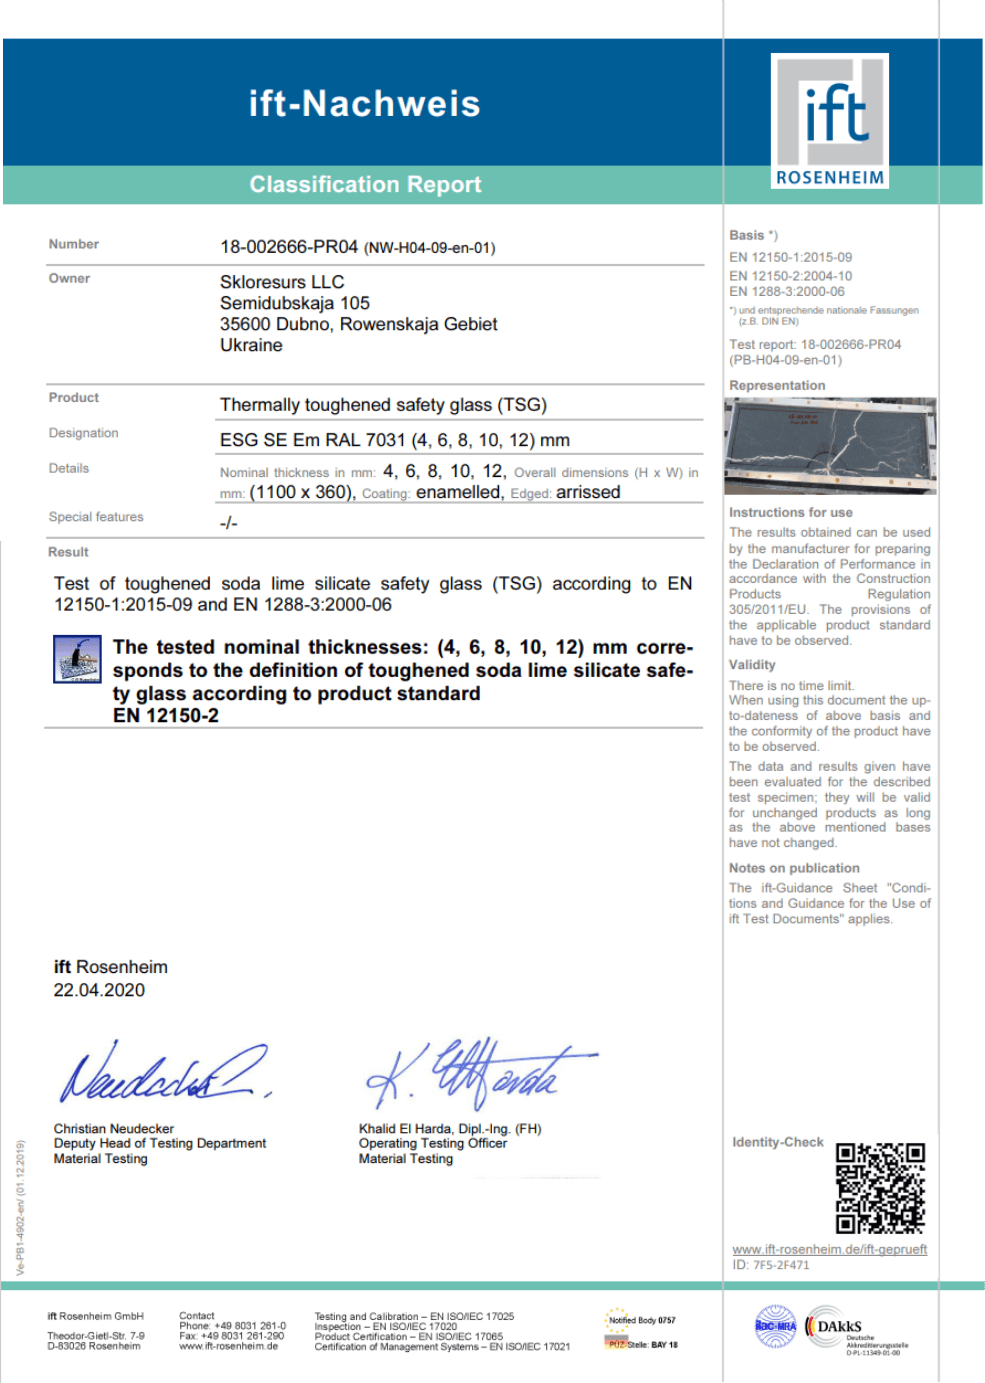 ift-Nachweis
Classification Report
ift
ROSENHEIM
Number
18-002666-PR04 (NW-H04-09-en-01)
Owner
Skloresurs LLC
Semidubskaja 105
35600 Dubno, Rowenskaja Gebiet
Ukraine
Product
Thermally toughened safety glass (TSG)
Designation
ESG SE Em RAL 7031 (4, 6, 8, 10, 12) mm
Details
Nominal thickness in mm: 4, 6, 8, 10, 12, Overall dimensions (H x W) in
mm: (1100 x 360), Coating: enamelled, Edged: arrissed
Special features
-/-
Result
Test of toughened soda lime silicate safety glass (TSG) according to EN
12150-1:2015-09 and EN 1288-3:2000-06
The tested nominal thicknesses: (4, 6, 8, 10, 12) mm corre-
sponds to the definition of toughened soda lime silicate safe-
ty glass according to product standard
EN 12150-2
ift Rosenheim
22.04.2020
Neudecker
K. El Harda
Christian Neudecker
Deputy Head of Testing Department
Material Testing
Khalid El Harda, Dipl.-Ing. (FH)
Operating Testing Officer
Material Testing
Basis *)
EN 12150-1:2015-09
EN 12150-2:2004-10
EN 1288-3:2000-06
*) und entsprechende nationale Fassungen
(z.B. DIN EN)
Test report: 18-002666-PR04
(PB-H04-09-en-01)
Representation
Instructions for use
The results obtained can be used
by the manufacturer for preparing
the Declaration of Performance in
accordance with the Construction
Products Regulation
305/2011/EU. The provisions of
the applicable product standard
have to be observed.
Validity
There is no time limit.
When using this document the up-
to-dateness of above basis and
the conformity of the product have
to be observed.
The data and results given have
been evaluated for the described
test specimen; they will be valid
for unchanged products as long
as the above mentioned bases
have not changed.
Notes on publication
The ift-Guidance Sheet "Condi-
tions and Guidance for the Use of
ift Test Documents" applies.
Identity-Check
www.ift-rosenheim.de/ift-geprueft
ID: 7F5-2F471
Ve-PB1-4902-en/ (01.12.2019)
ift Rosenheim GmbH
Theodor-Gietl-Str. 7-9
D-83026 Rosenheim
Contact
Phone: +49 8031 261-0
Fax: +49 8031 261-290
www.ift-rosenheim.de
Testing and Calibration – EN ISO/IEC 17025
Inspection – EN ISO/IEC 17020
Product Certification – EN ISO/IEC 17065
Certification of Management Systems – EN ISO/IEC 17021
Notified Body 0757
PÜZ-Stelle: BAY 18
ilac-MRA
DAkkS
Deutsche
Akkreditierungsstelle
D-PL-11349-01-00